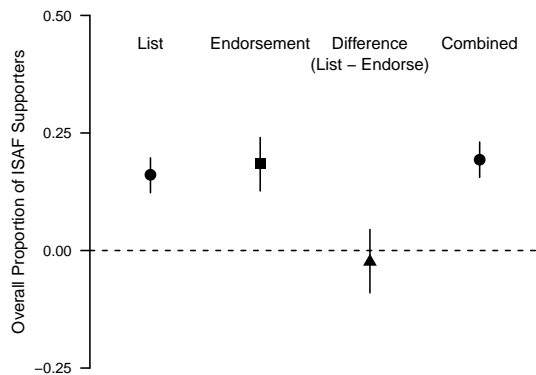 Overall Proportion of ISAF Supporters
0.50
0.25
0.00
−0.25
List
Endorsement
Difference
(List − Endorse)
Combined